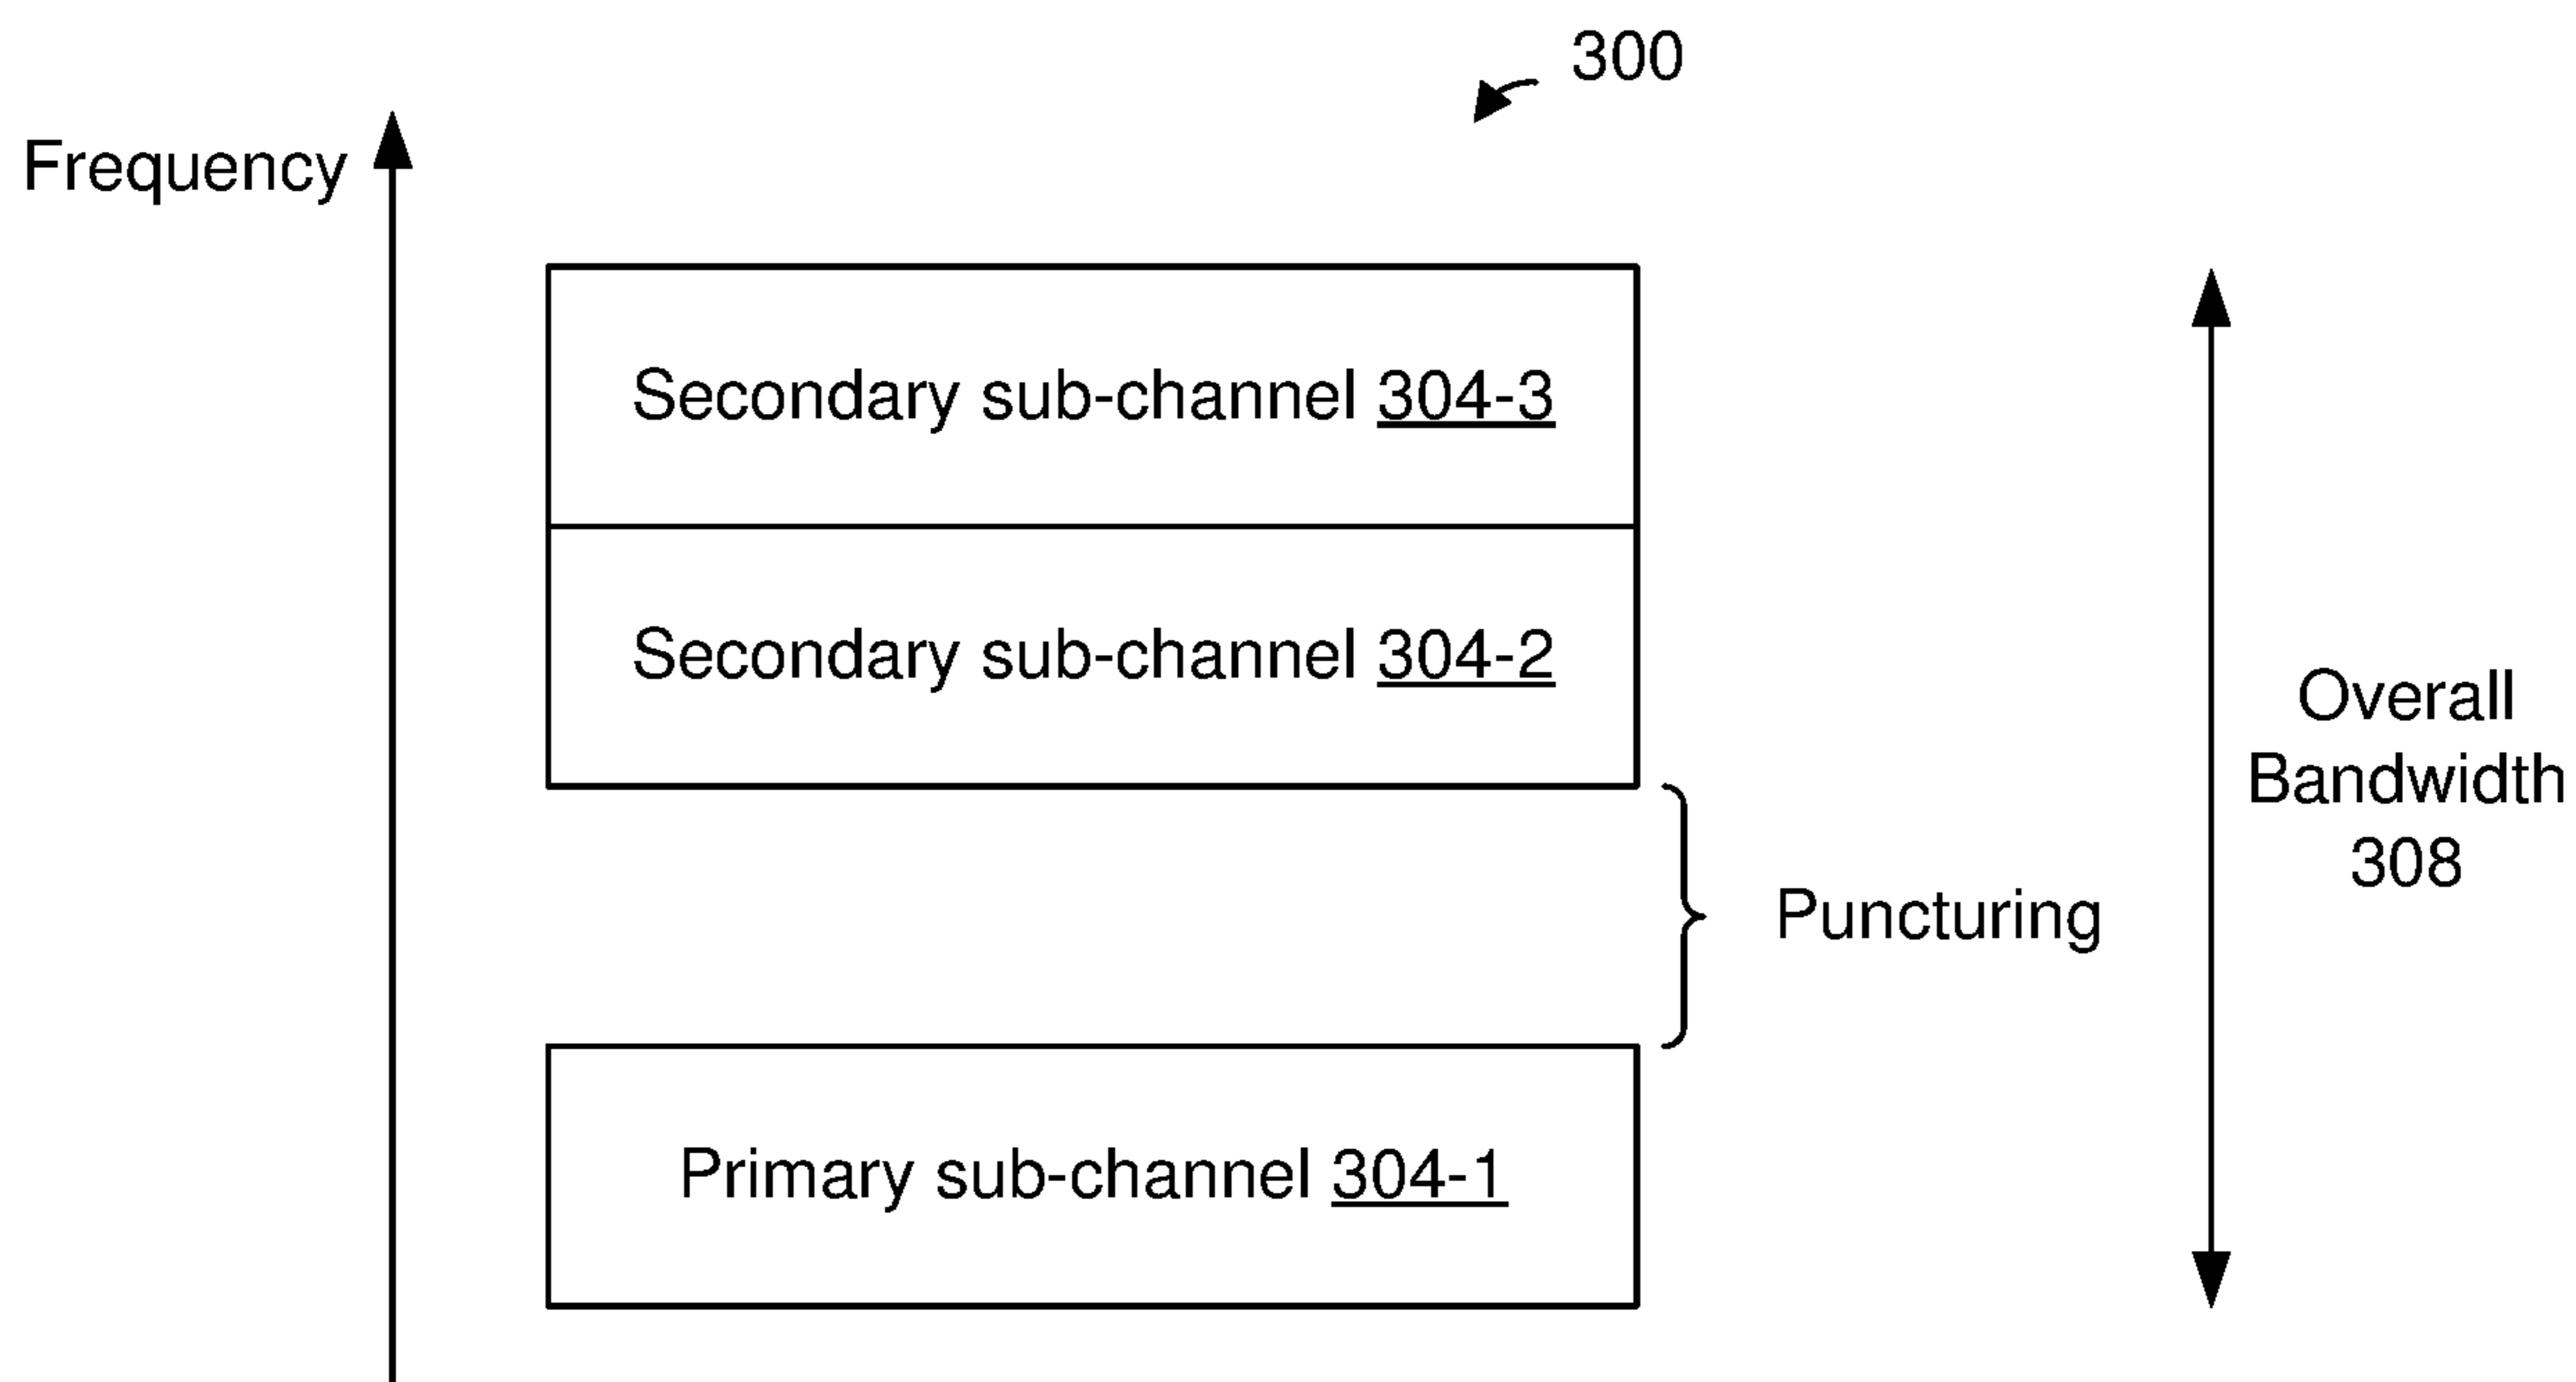 300
Frequency
Secondary sub-channel 304-3
Secondary sub-channel 304-2
Overall
Bandwidth
308
Puncturing
Primary sub-channel 304-1